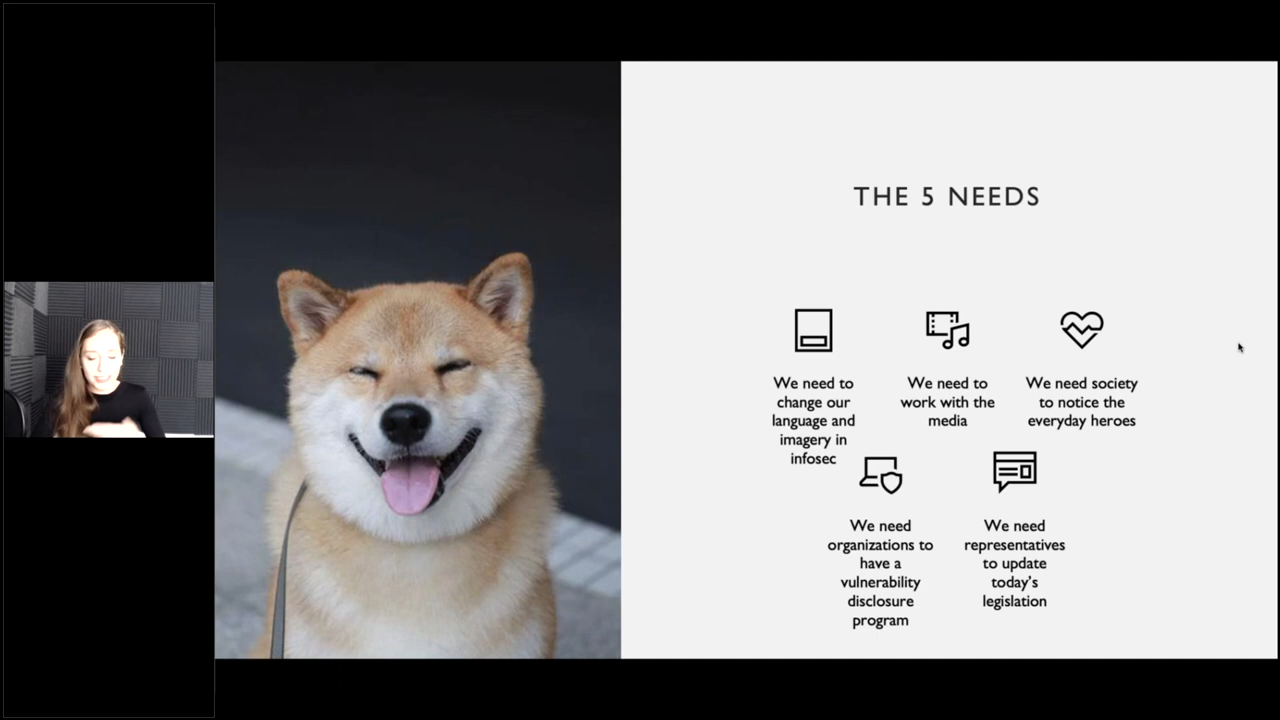 THE 5 NEEDS
We need to
change our
language and
imagery in
infosec
We need to
work with the
media
We need society
to notice the
everyday heroes
We need
organizations to
have a
vulnerability
disclosure
program
We need
representatives
to update
today's
legislation